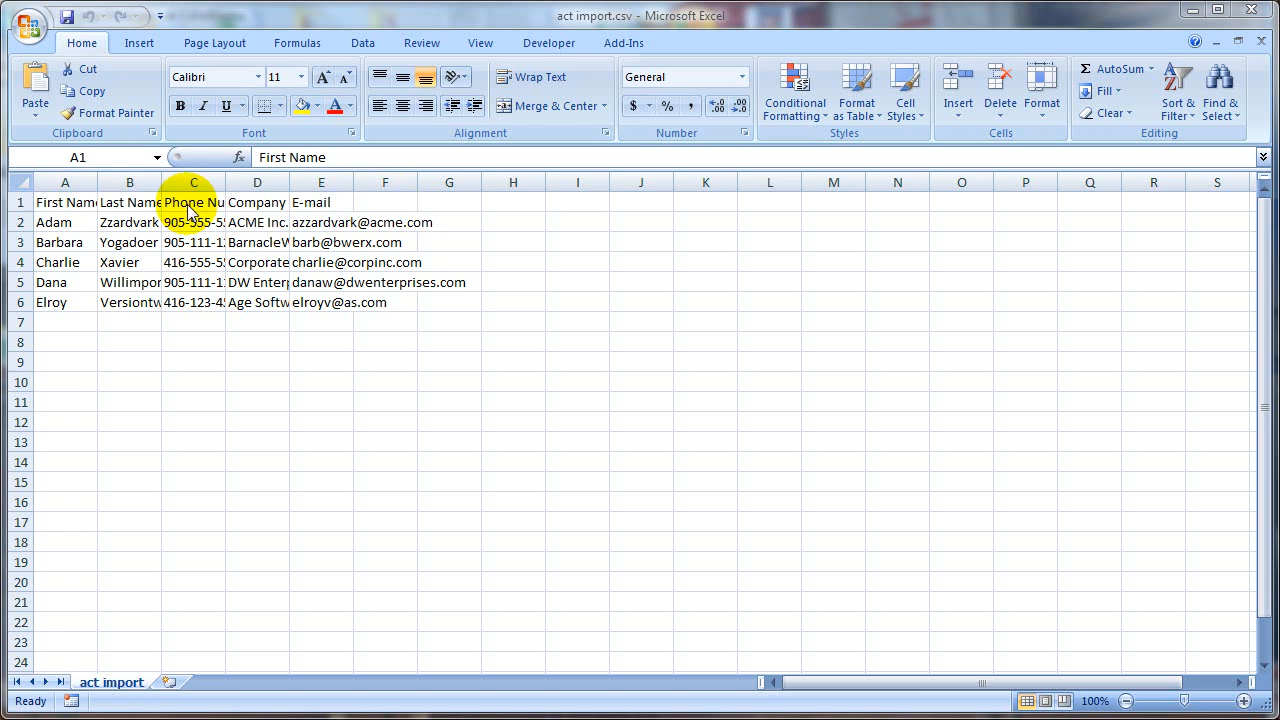 act import.csv - Microsoft Excel
Home Insert Page Layout Formulas Data Review View Developer Add-Ins
Paste Cut Copy Format Painter Clipboard
Calibri 11 B I U Font
Wrap Text Merge & Center Alignment
General $ % , Number
Conditional Formatting Format as Table Cell Styles Styles
Insert Delete Format Cells
AutoSum Fill Clear Sort & Filter Find & Select Editing
A1 fx First Name
A B C D E F G H I J K L M N O P Q R S
1 First Name Last Name Phone Nu Company E-mail
2 Adam Zzardvark 905-555-55 ACME Inc. azzardvark@acme.com
3 Barbara Yogadoer 905-111-12 BarnacleW barb@bwerx.com
4 Charlie Xavier 416-555-55 Corporate charlie@corpinc.com
5 Dana Willimpor 905-111-11 DW Enterp danaw@dwenterprises.com
6 Elroy Versiontw 416-123-45 Age Softw elroyv@as.com
7
8
9
10
11
12
13
14
15
16
17
18
19
20
21
22
23
24
act import
Ready 100%